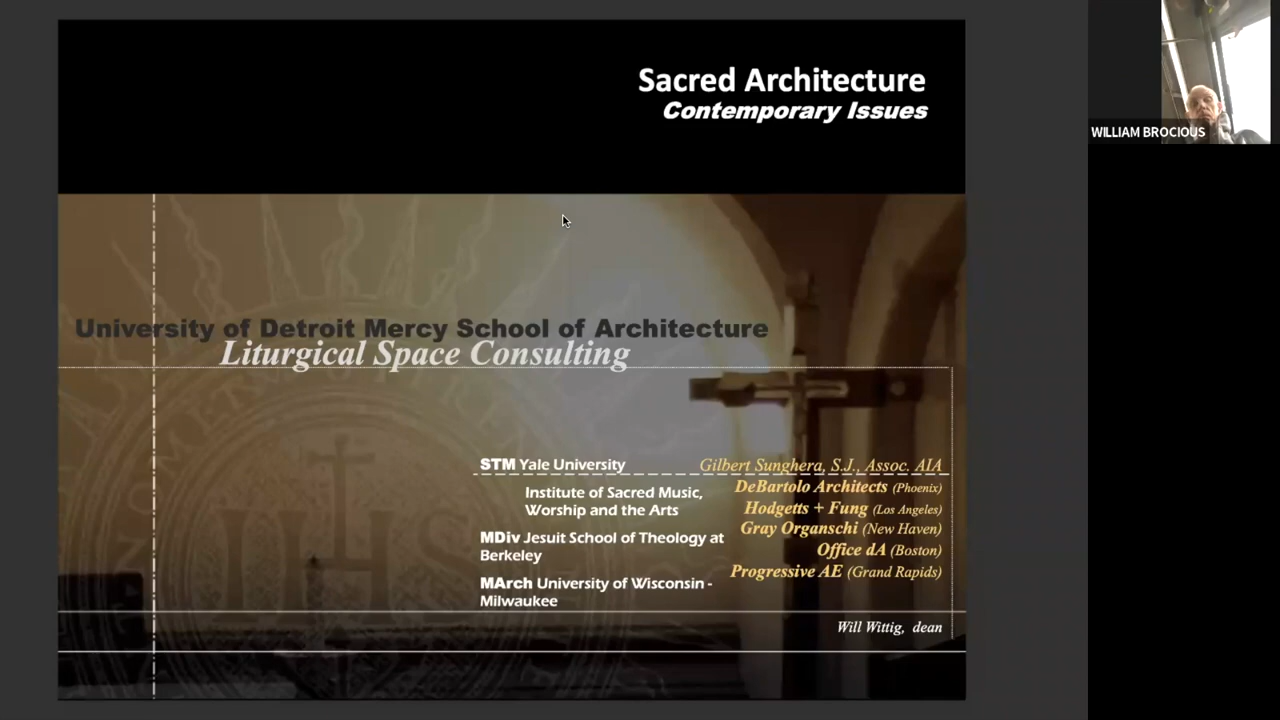 Sacred Architecture
Contemporary Issues
WILLIAM BROCIOUS
University of Detroit Mercy School of Architecture
Liturgical Space Consulting
STM Yale University
Institute of Sacred Music,
Worship and the Arts
MDiv Jesuit School of Theology at
Berkeley
MArch University of Wisconsin -
Milwaukee
Gilbert Sunghera, S.J., Assoc. AIA
DeBartolo Architects (Phoenix)
Hodgetts + Fung (Los Angeles)
Gray Organschi (New Haven)
Office dA (Boston)
Progressive AE (Grand Rapids)
Will Wittig, dean
IHS